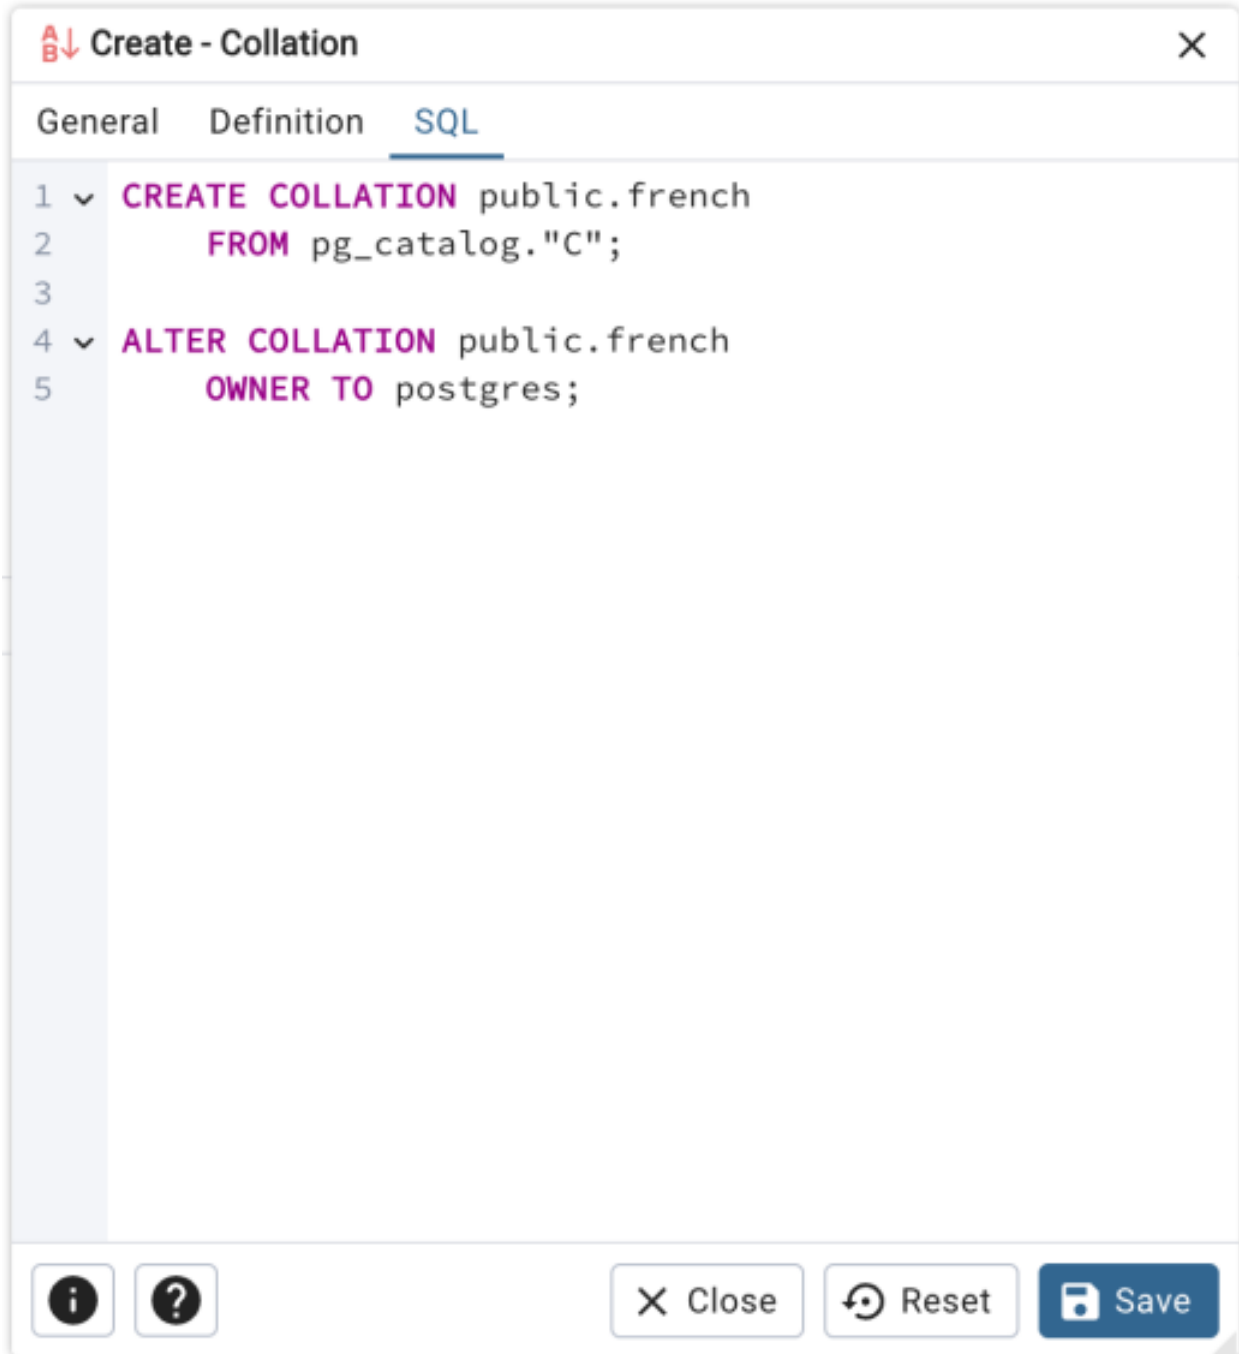 Create - Collation
General Definition SQL
1 CREATE COLLATION public.french
2 FROM pg_catalog."C";
3
4 ALTER COLLATION public.french
5 OWNER TO postgres;
Close Reset Save